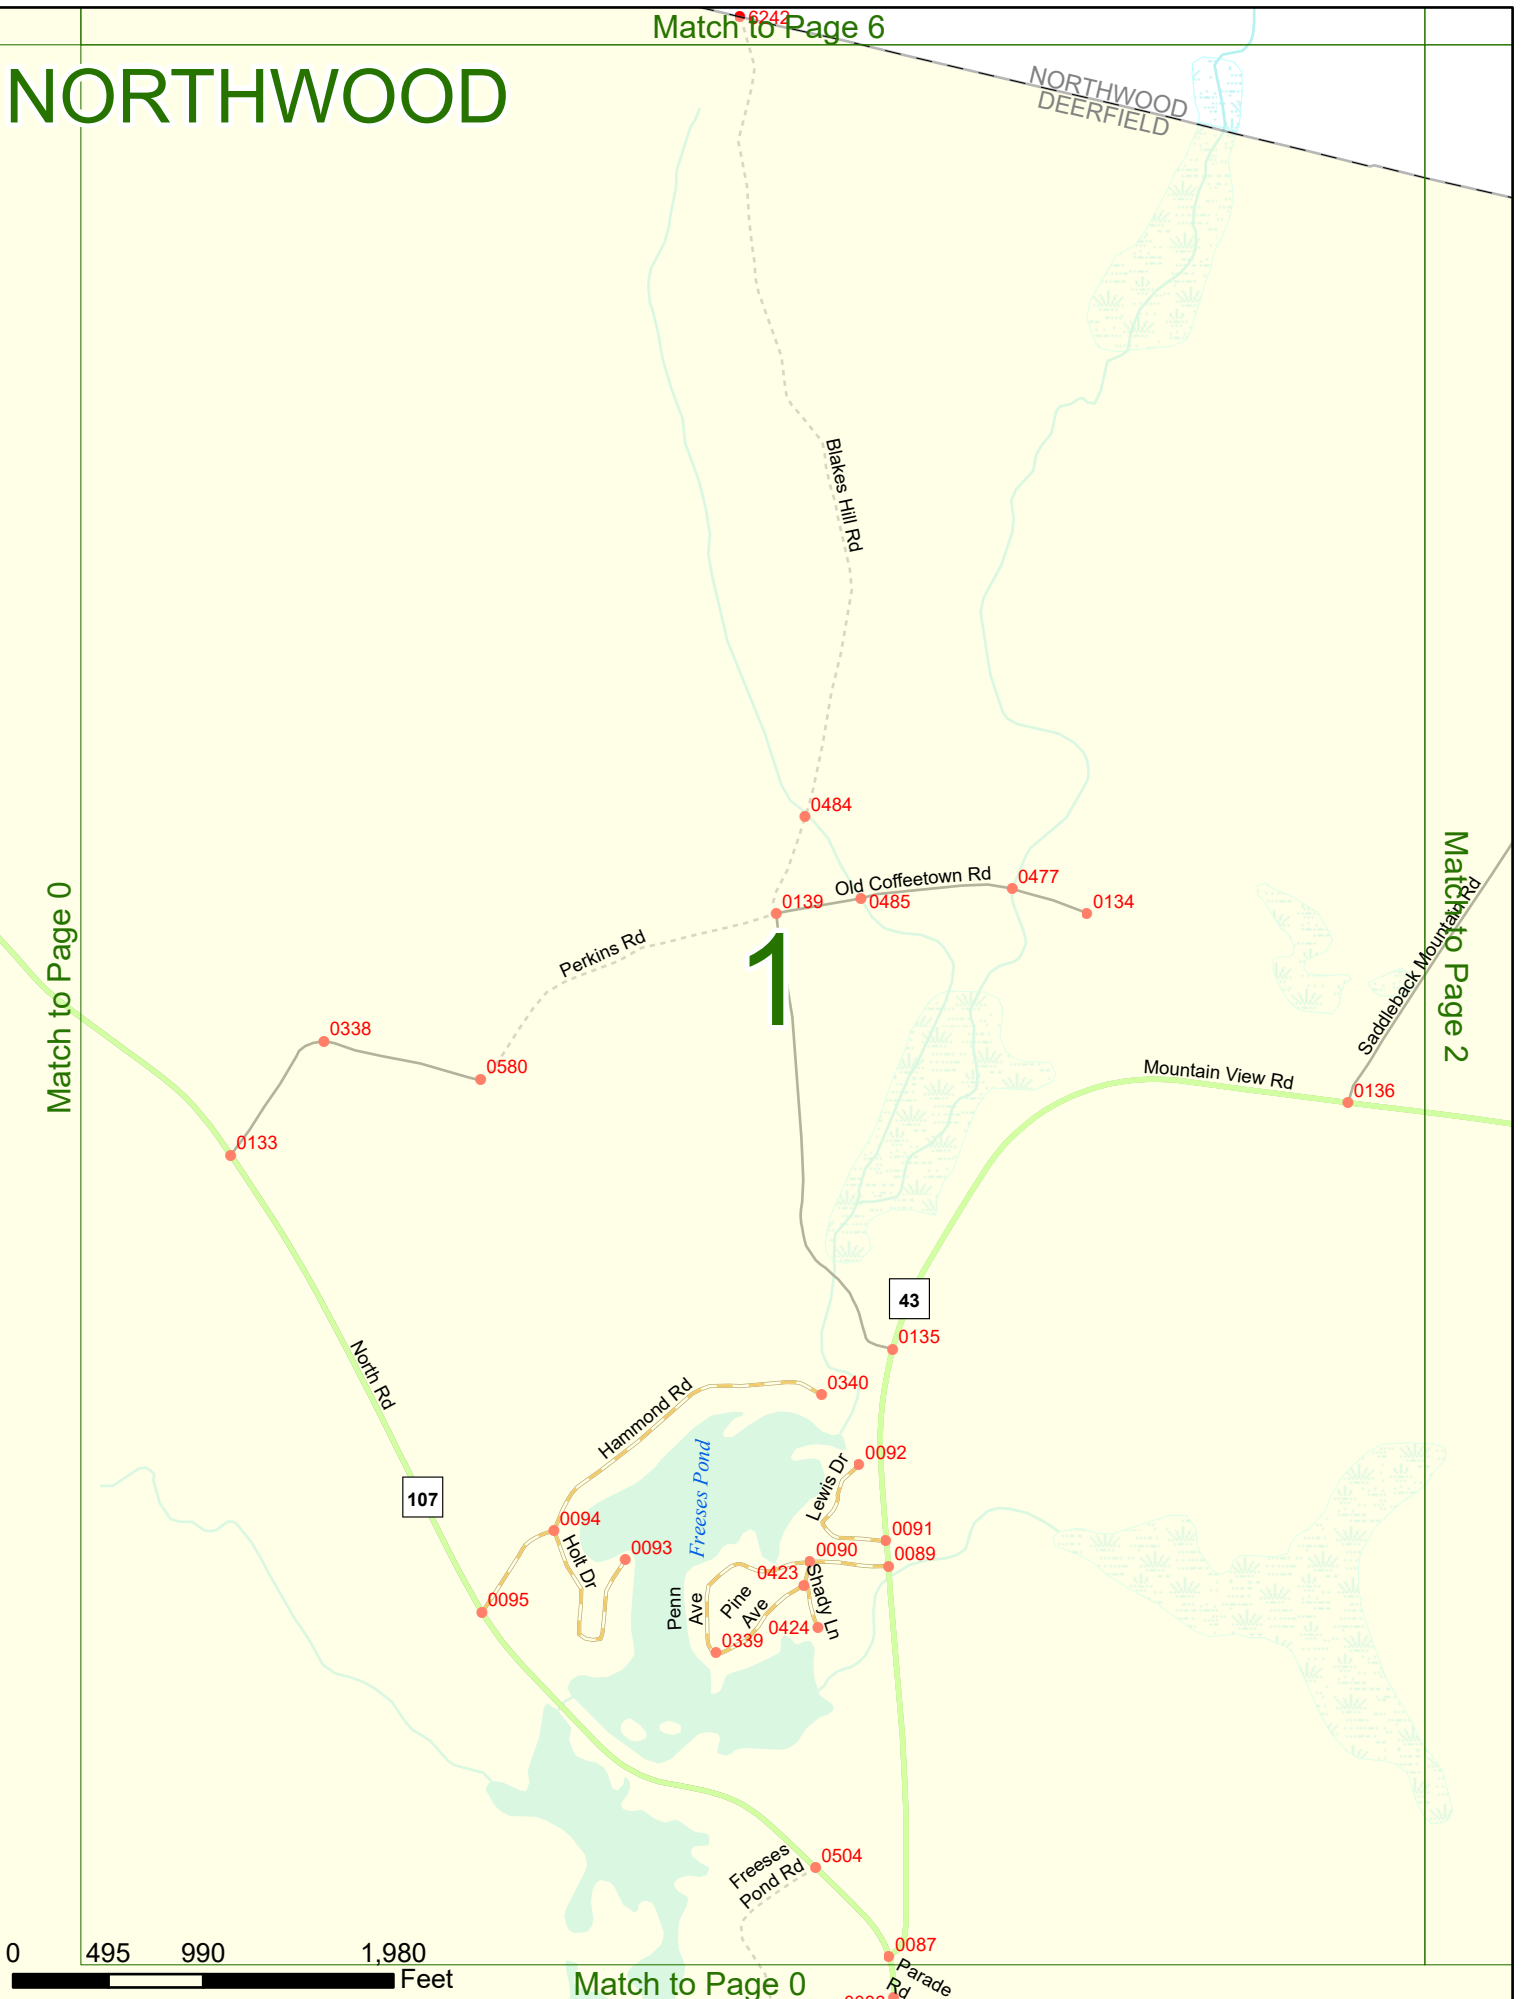 6242
Match to Page 6
NORTHWOOD
NORTHWOOD
DEERFIELD
Blakes Hill Rd
0484
Old Coffeetown Rd
0477
0139
0485
0134
Match to Page 0
Match to Page 2
Saddleback Mountain Rd
Perkins Rd
1
0338
0580
Mountain View Rd
0136
0133
43
0135
North Rd
0340
Hammond Rd
Freeses Pond
0092
Lewis Dr
107
0094
0091
0093
0090
0089
Holt Dr
0423
Shady Ln
Penn
Ave
Pine
Ave
0095
0424
0339
0504
Freeses
Pond Rd
0087
Parade
Rd
0 495 990 1,980
Feet
Match to Page 0